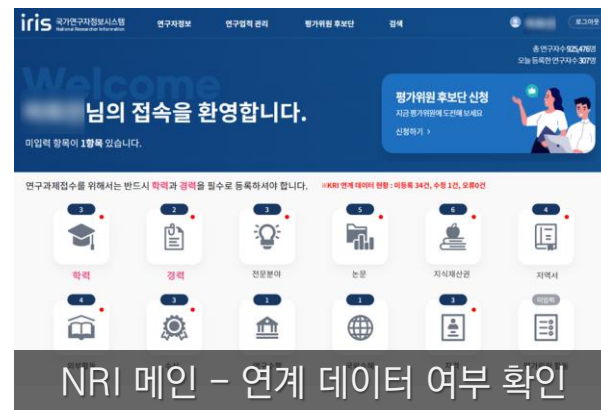 iris 국가연구자정보시스템
National Researcher Information
연구자정보
연구업적 관리
평가위원 후보단
검색
로그아웃
총 연구자수 925,476명
오늘 등록한 연구자수 307명
Welcome
님의 접속을 환영합니다.
미입력 항목이 1항목 있습니다.
평가위원 후보단 신청
지금 평가위원에 도전해 보세요
신청하기 >
연구과제접수를 위해서는 반드시 학력과 경력을 필수로 등록하셔야 합니다.
※KRI 연계 데이터 현황 : 미등록 34건, 수정 1건, 오류0건
3 2 3 5 6 4
학력 경력 전문분야 논문 지식재산권 저역서
4 3 1 1 3 미입력
NRI 메인 - 연계 데이터 여부 확인